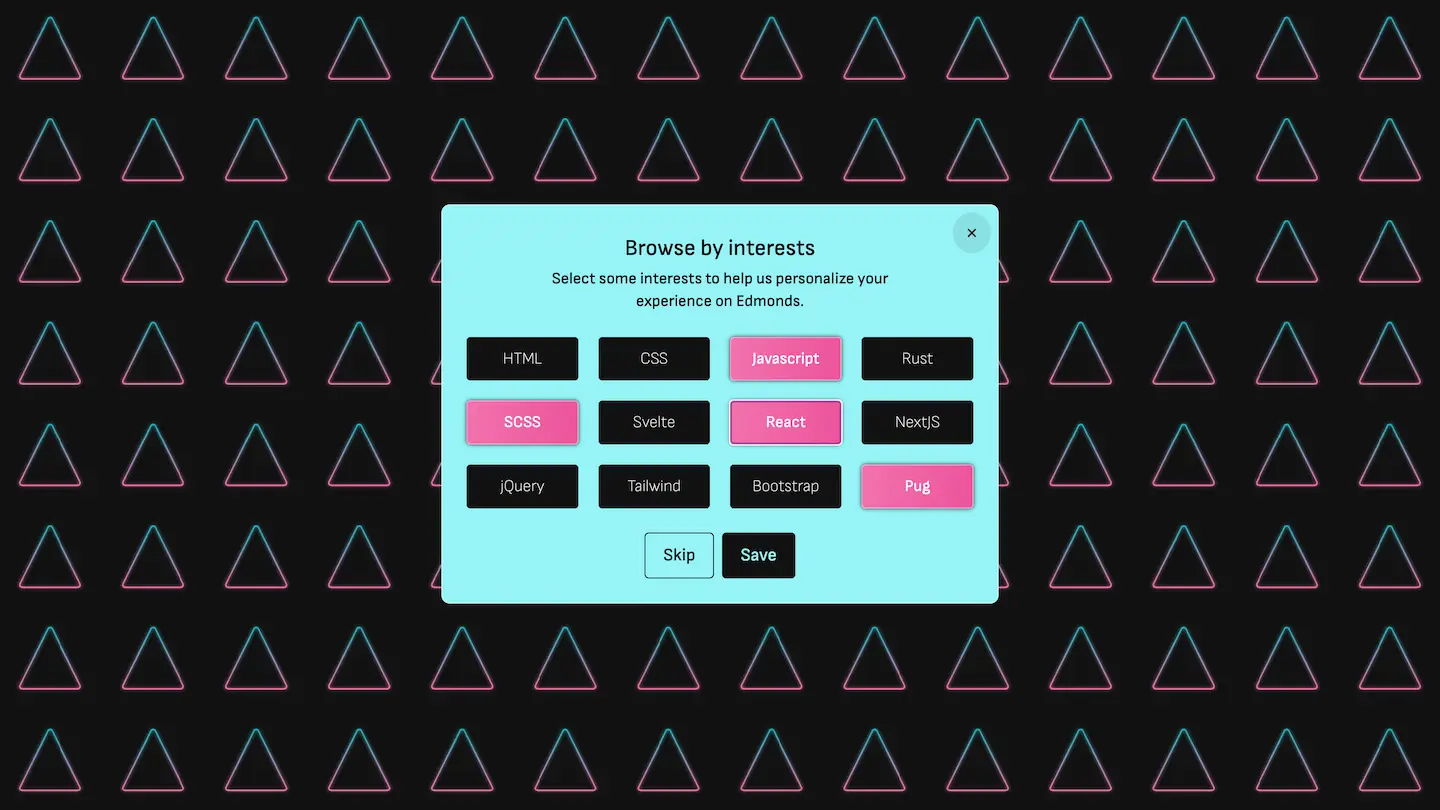 Browse by interests
Select some interests to help us personalize your
experience on Edmonds.
HTML CSS Javascript Rust
SCSS Svelte React NextJS
jQuery Tailwind Bootstrap Pug
Skip Save